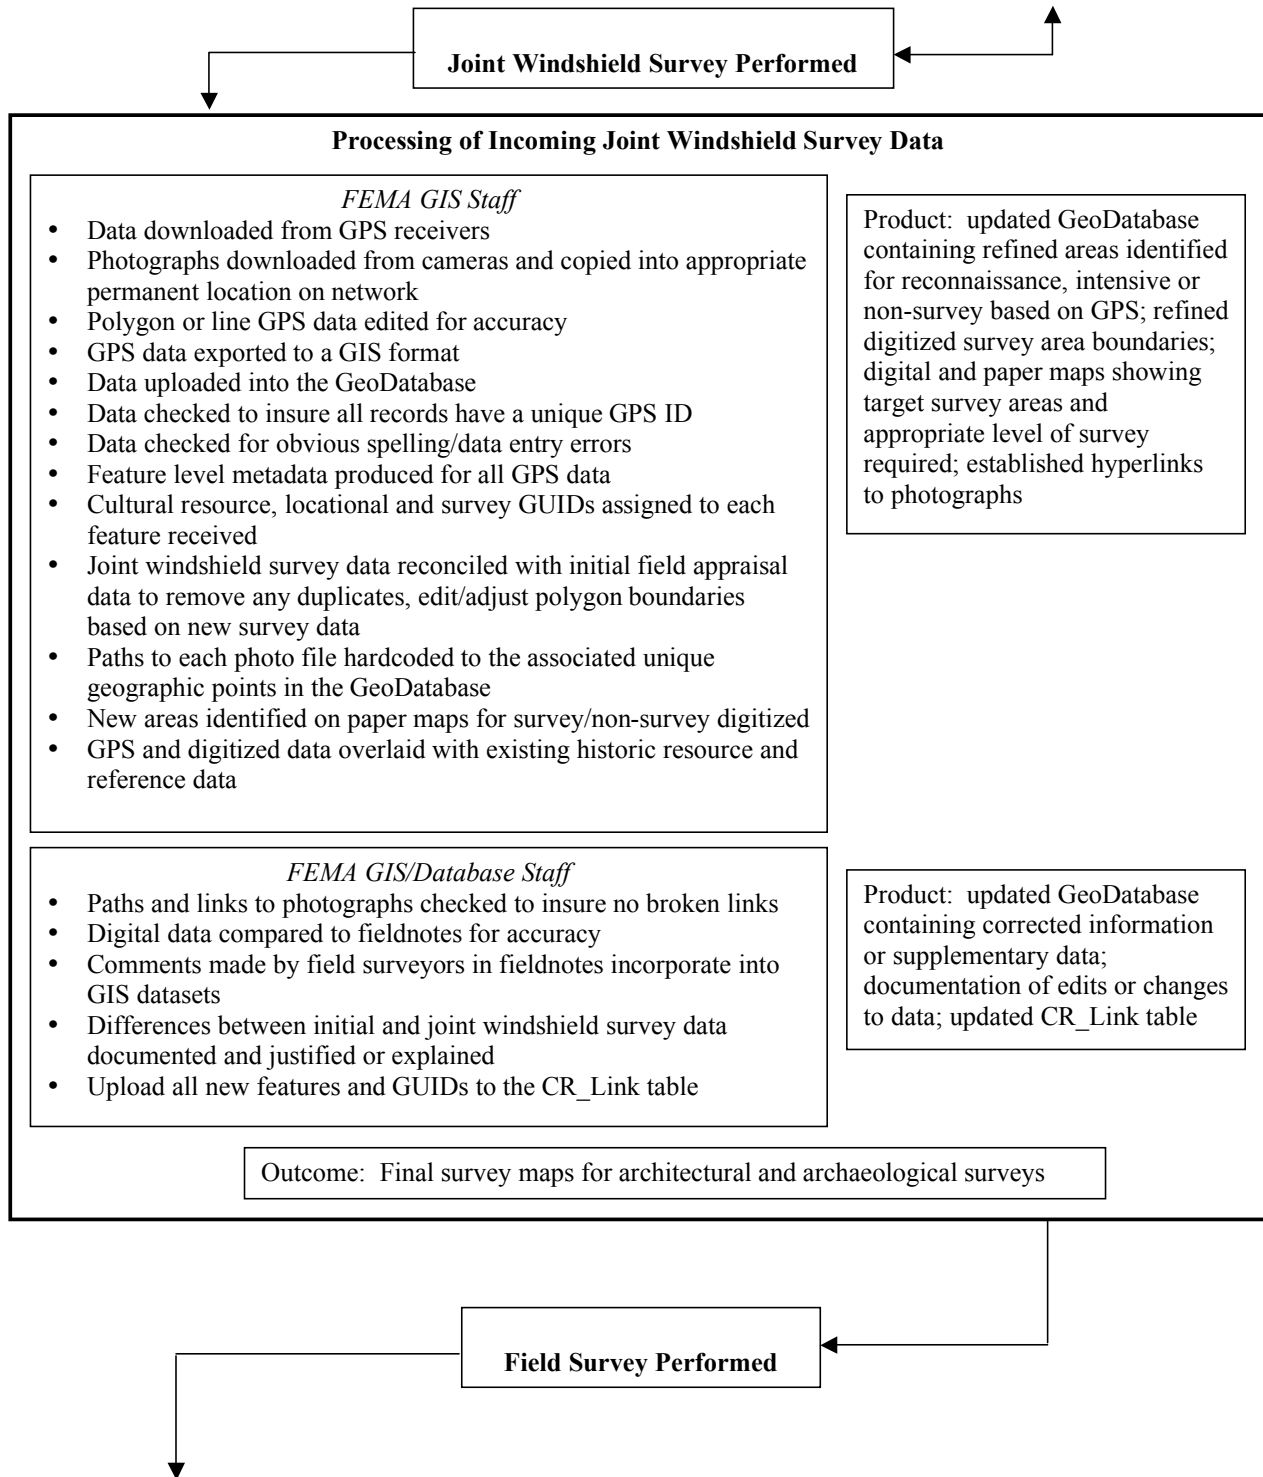 Joint Windshield Survey Performed
Processing of Incoming Joint Windshield Survey Data
FEMA GIS Staff
• Data downloaded from GPS receivers
• Photographs downloaded from cameras and copied into appropriate
permanent location on network
• Polygon or line GPS data edited for accuracy
• GPS data exported to a GIS format
• Data uploaded into the GeoDatabase
• Data checked to insure all records have a unique GPS ID
• Data checked for obvious spelling/data entry errors
• Feature level metadata produced for all GPS data
• Cultural resource, locational and survey GUIDs assigned to each
feature received
• Joint windshield survey data reconciled with initial field appraisal
data to remove any duplicates, edit/adjust polygon boundaries
based on new survey data
• Paths to each photo file hardcoded to the associated unique
geographic points in the GeoDatabase
• New areas identified on paper maps for survey/non-survey digitized
• GPS and digitized data overlaid with existing historic resource and
reference data
Product:  updated GeoDatabase
containing refined areas identified
for reconnaissance, intensive or
non-survey based on GPS; refined
digitized survey area boundaries;
digital and paper maps showing
target survey areas and
appropriate level of survey
required; established hyperlinks
to photographs
FEMA GIS/Database Staff
• Paths and links to photographs checked to insure no broken links
• Digital data compared to fieldnotes for accuracy
• Comments made by field surveyors in fieldnotes incorporate into
GIS datasets
• Differences between initial and joint windshield survey data
documented and justified or explained
• Upload all new features and GUIDs to the CR_Link table
Product:  updated GeoDatabase
containing corrected information
or supplementary data;
documentation of edits or changes
to data; updated CR_Link table
Outcome:  Final survey maps for architectural and archaeological surveys
Field Survey Performed